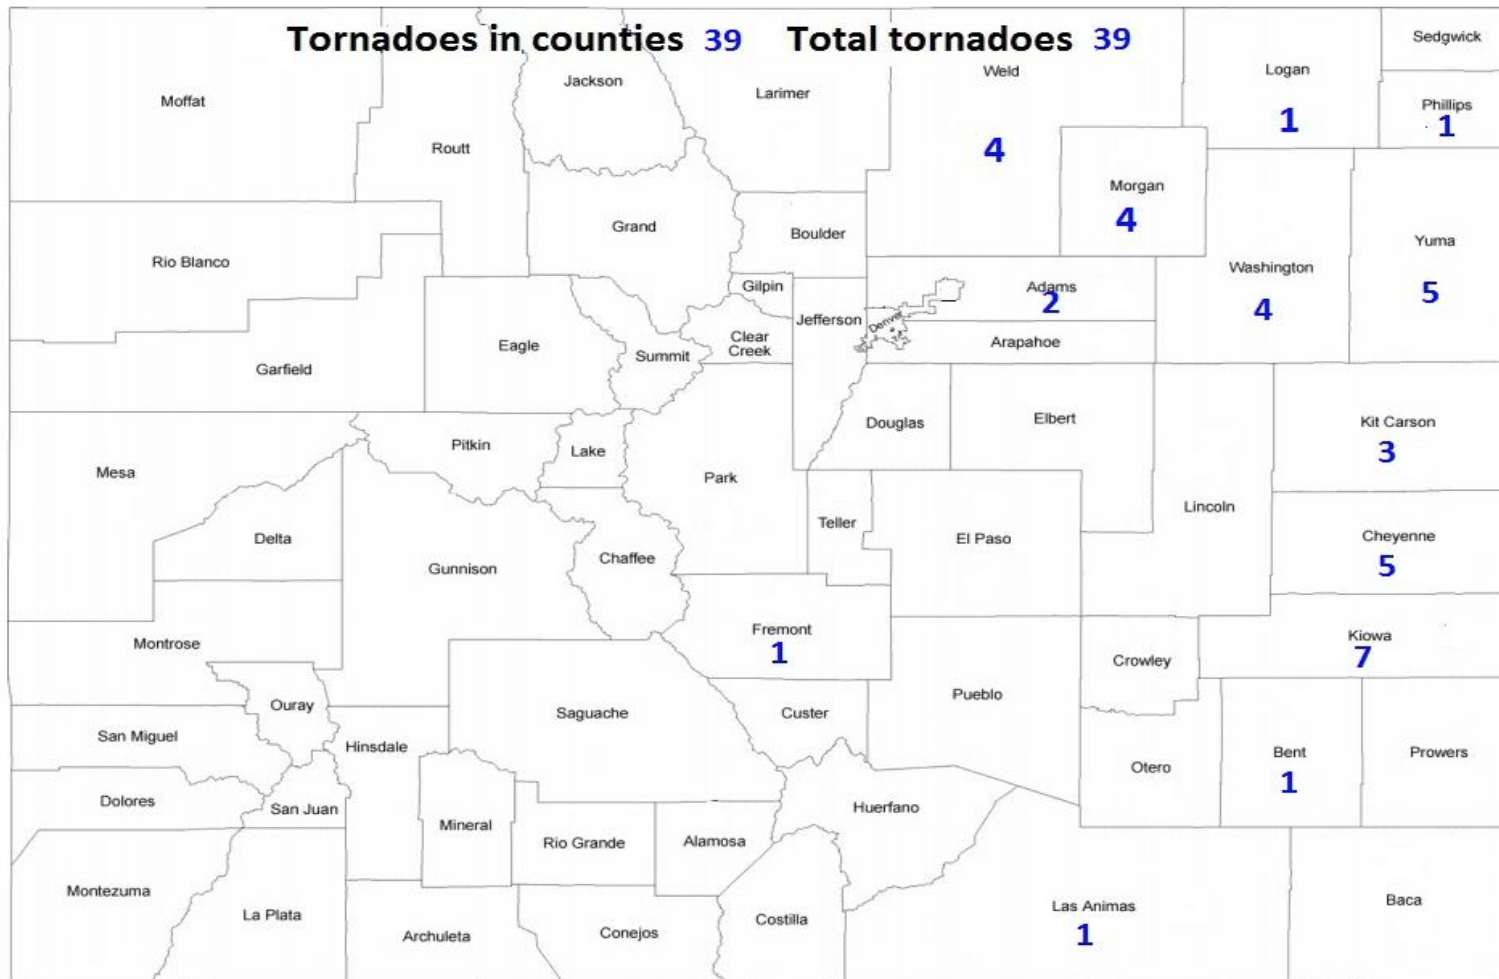 Tornadoes in counties 39 Total tornadoes 39
Sedgwick
Weld
Logan
Jackson
Larimer
Moffat
Phillips
1
1
Routt
4
Morgan
4
Grand
Boulder
Yuma
Rio Blanco
Washington
Gilpin
Adams
2
5
4
Jefferson
Denver
Clear
Creek
Arapahoe
Eagle
Summit
Garfield
Douglas
Elbert
Kit Carson
3
Pitkin
Lake
Mesa
Park
Lincoln
Teller
Delta
El Paso
Cheyenne
5
Chaffee
Gunnison
Fremont
1
Kiowa
7
Montrose
Crowley
Pueblo
Ouray
Saguache
Custer
San Miguel
Hinsdale
Bent
1
Prowers
Otero
Dolores
San Juan
Huerfano
Mineral
Rio Grande
Alamosa
Montezuma
La Plata
Las Animas
1
Baca
Costilla
Conejos
Archuleta